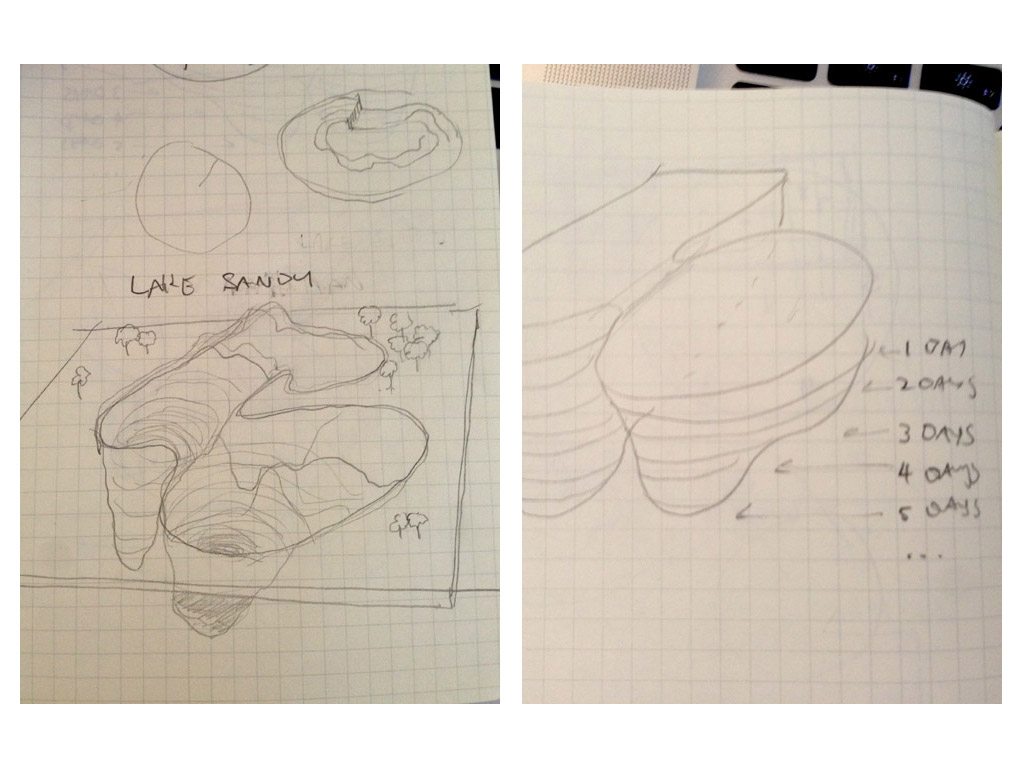 LAKE SANDY
1 DAY
2 DAYS
3 DAYS
4 DAYS
5 DAYS
...
#